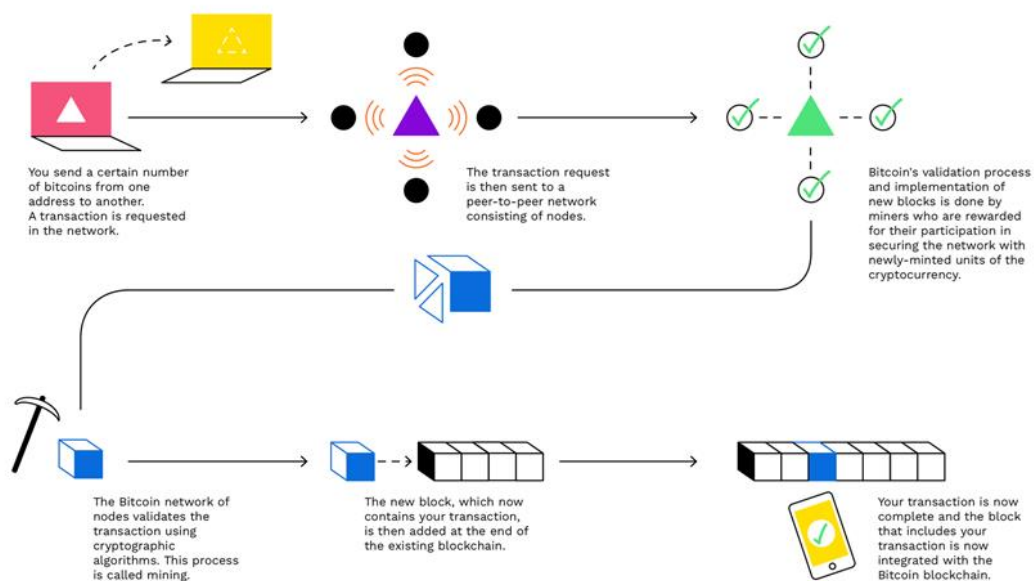 You send a certain number
of bitcoins from one
address to another.
A transaction is requested
in the network.
The transaction request
is then sent to a
peer-to-peer network
consisting of nodes.
Bitcoin's validation process
and implementation of
new blocks is done by
miners who are rewarded
for their participation in
securing the network with
newly-minted units of the
cryptocurrency.
The Bitcoin network of
nodes validates the
transaction using
cryptographic
algorithms. This process
is called mining.
The new block, which now
contains your transaction,
is then added at the end of
the existing blockchain.
Your transaction is now
complete and the block
that includes your
transaction is now
integrated with the
Bitcoin blockchain.